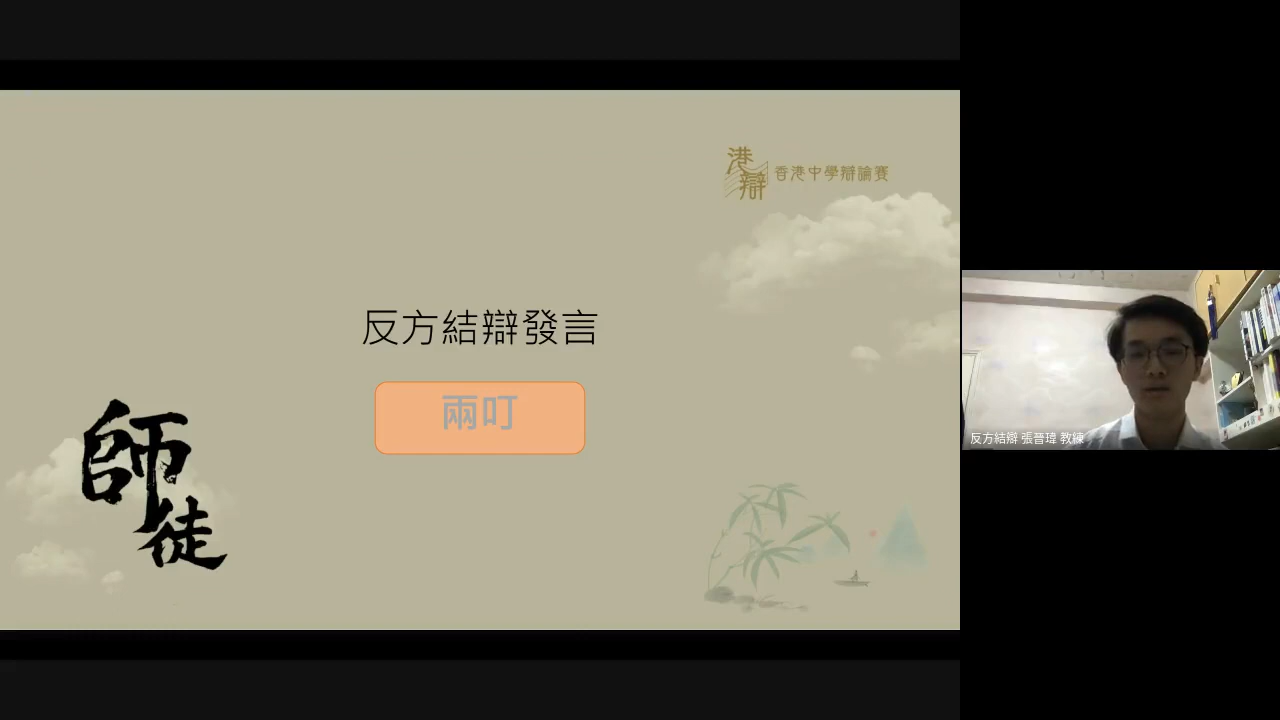 港辯
香港中學辯論賽
反方結辯發言
兩叮
師徒
反方結辯 張晉瑋 教練